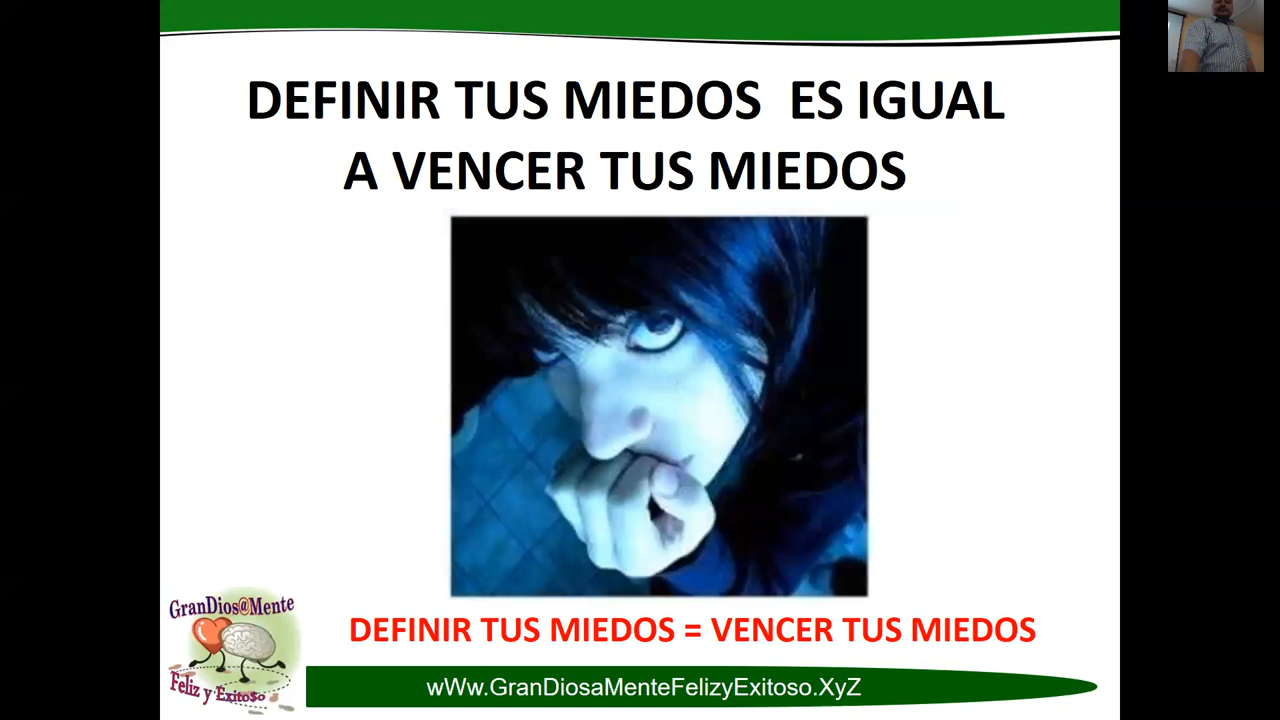 DEFINIR TUS MIEDOS ES IGUAL
A VENCER TUS MIEDOS
GranDios@Mente
Feliz y Exito$o
DEFINIR TUS MIEDOS = VENCER TUS MIEDOS
wWw.GranDiosaMenteFelizyExitoso.XyZ